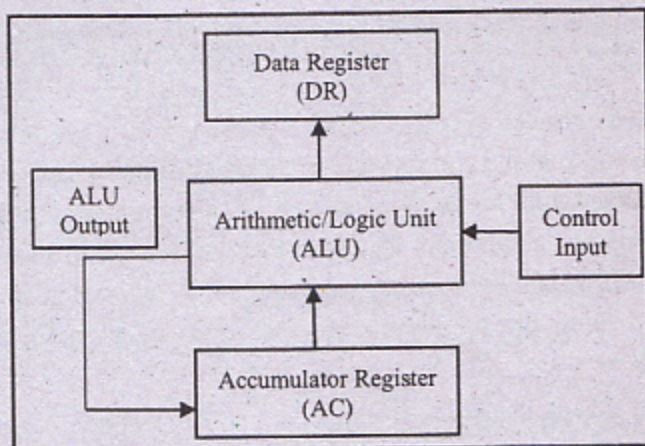 Data Register
(DR)
ALU
Output
Arithmetic/Logic Unit
(ALU)
Control
Input
Accumulator Register
(AC)